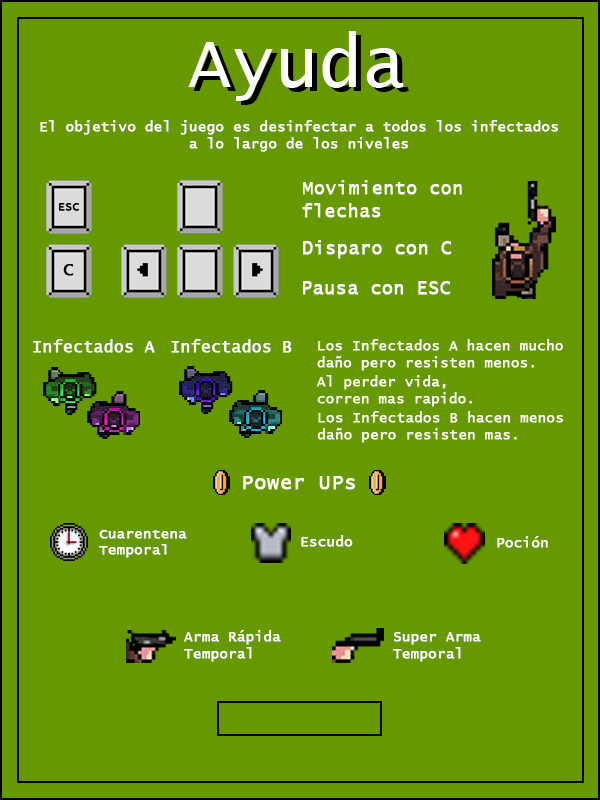 Ayuda
El objetivo del juego es desinfectar a todos los infectados
a lo largo de los niveles
ESC
C
Movimiento con
flechas
Disparo con C
Pausa con ESC
Infectados A
Infectados B
Los Infectados A hacen mucho
daño pero resisten menos.
Al perder vida,
corren mas rapido.
Los Infectados B hacen menos
daño pero resisten mas.
Power UPs
Cuarentena
Temporal
Escudo
Poción
Arma Rápida
Temporal
Super Arma
Temporal